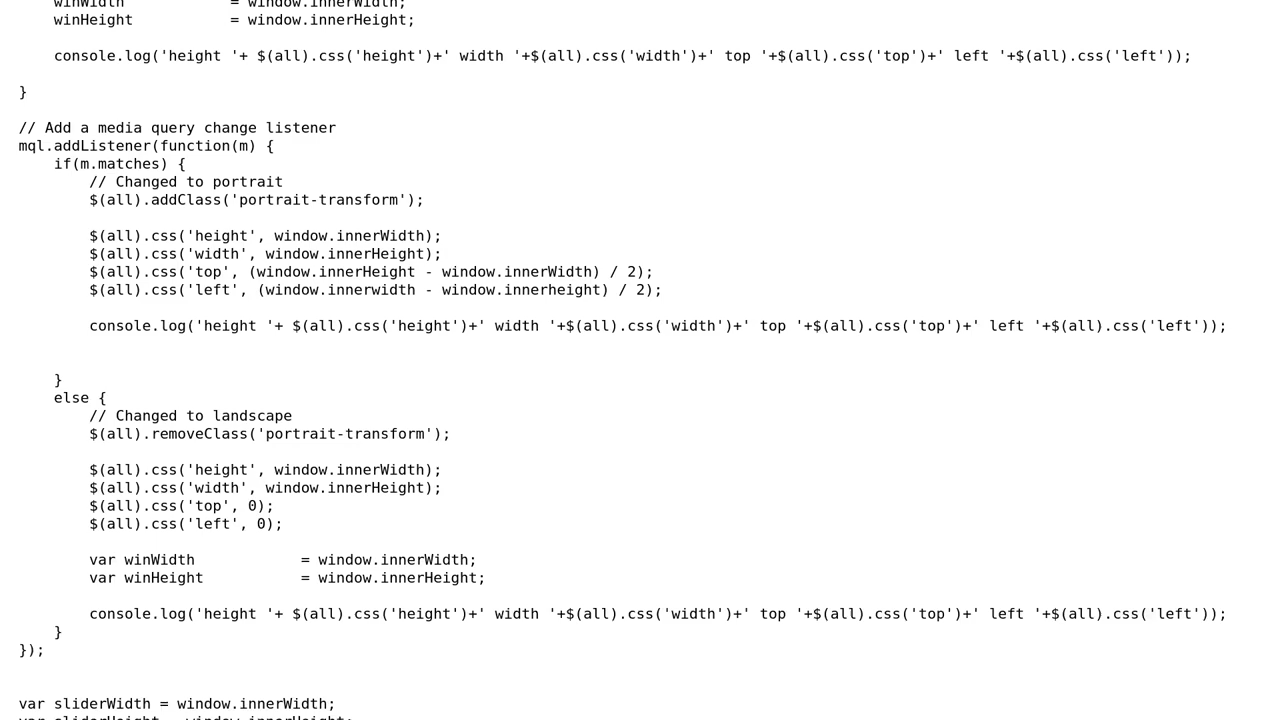 winWidth            = window.innerWidth;
    winHeight           = window.innerHeight;

    console.log('height '+ $(all).css('height')+' width '+$(all).css('width')+' top '+$(all).css('top')+' left '+$(all).css('left'));

}

// Add a media query change listener
mql.addListener(function(m) {
    if(m.matches) {
        // Changed to portrait
        $(all).addClass('portrait-transform');

        $(all).css('height', window.innerWidth);
        $(all).css('width', window.innerHeight);
        $(all).css('top', (window.innerHeight - window.innerWidth) / 2);
        $(all).css('left', (window.innerwidth - window.innerheight) / 2);

        console.log('height '+ $(all).css('height')+' width '+$(all).css('width')+' top '+$(all).css('top')+' left '+$(all).css('left'));


    }
    else {
        // Changed to landscape
        $(all).removeClass('portrait-transform');

        $(all).css('height', window.innerWidth);
        $(all).css('width', window.innerHeight);
        $(all).css('top', 0);
        $(all).css('left', 0);

        var winWidth            = window.innerWidth;
        var winHeight           = window.innerHeight;

        console.log('height '+ $(all).css('height')+' width '+$(all).css('width')+' top '+$(all).css('top')+' left '+$(all).css('left'));
    }
});


var sliderWidth = window.innerWidth;
var sliderHeight = window.innerHeight;